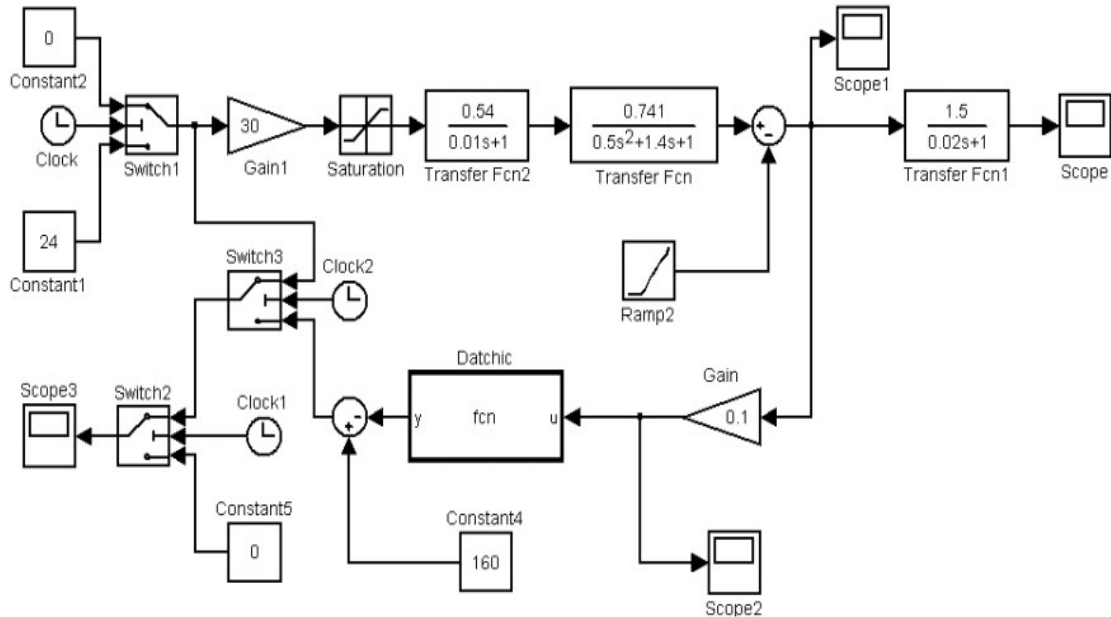 0
Constant2
Clock
Switch1
24
Constant1
30
Gain1
Saturation
0.54
0.01s+1
Transfer Fcn2
0.741
0.5s²+1.4s+1
Transfer Fcn
+
-
Scope1
1.5
0.02s+1
Transfer Fcn1
Scope
Switch3
Clock2
Ramp2
Datchic
y
fcn
u
Gain
0.1
Scope3
Switch2
Clock1
-
+
Constant5
0
Constant4
160
Scope2